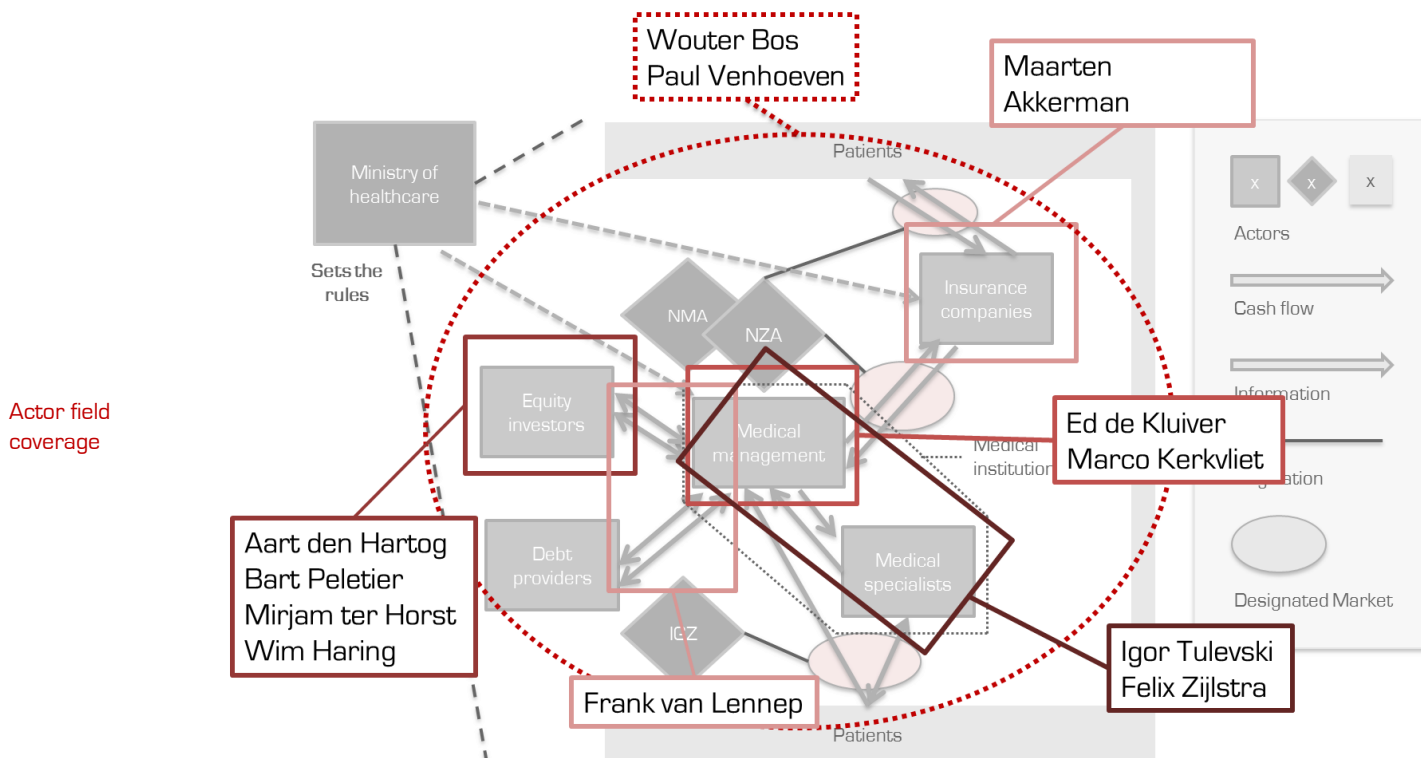 Wouter Bos
Paul Venhoeven
Maarten
Akkerman
Patients
Ministry of
healthcare
x
x
x
Actors
Sets the
rules
Insurance
companies
Cash flow
NMA
NZA
Information
Equity
investors
Actor field
coverage
Medical
management
Ed de Kluiver
Marco Kerkvliet
Medical
institution
Aart den Hartog
Bart Peletier
Mirjam ter Horst
Wim Haring
Debt
providers
Medical
specialists
Designated Market
IGZ
Igor Tulevski
Felix Zijlstra
Frank van Lennep
Patients